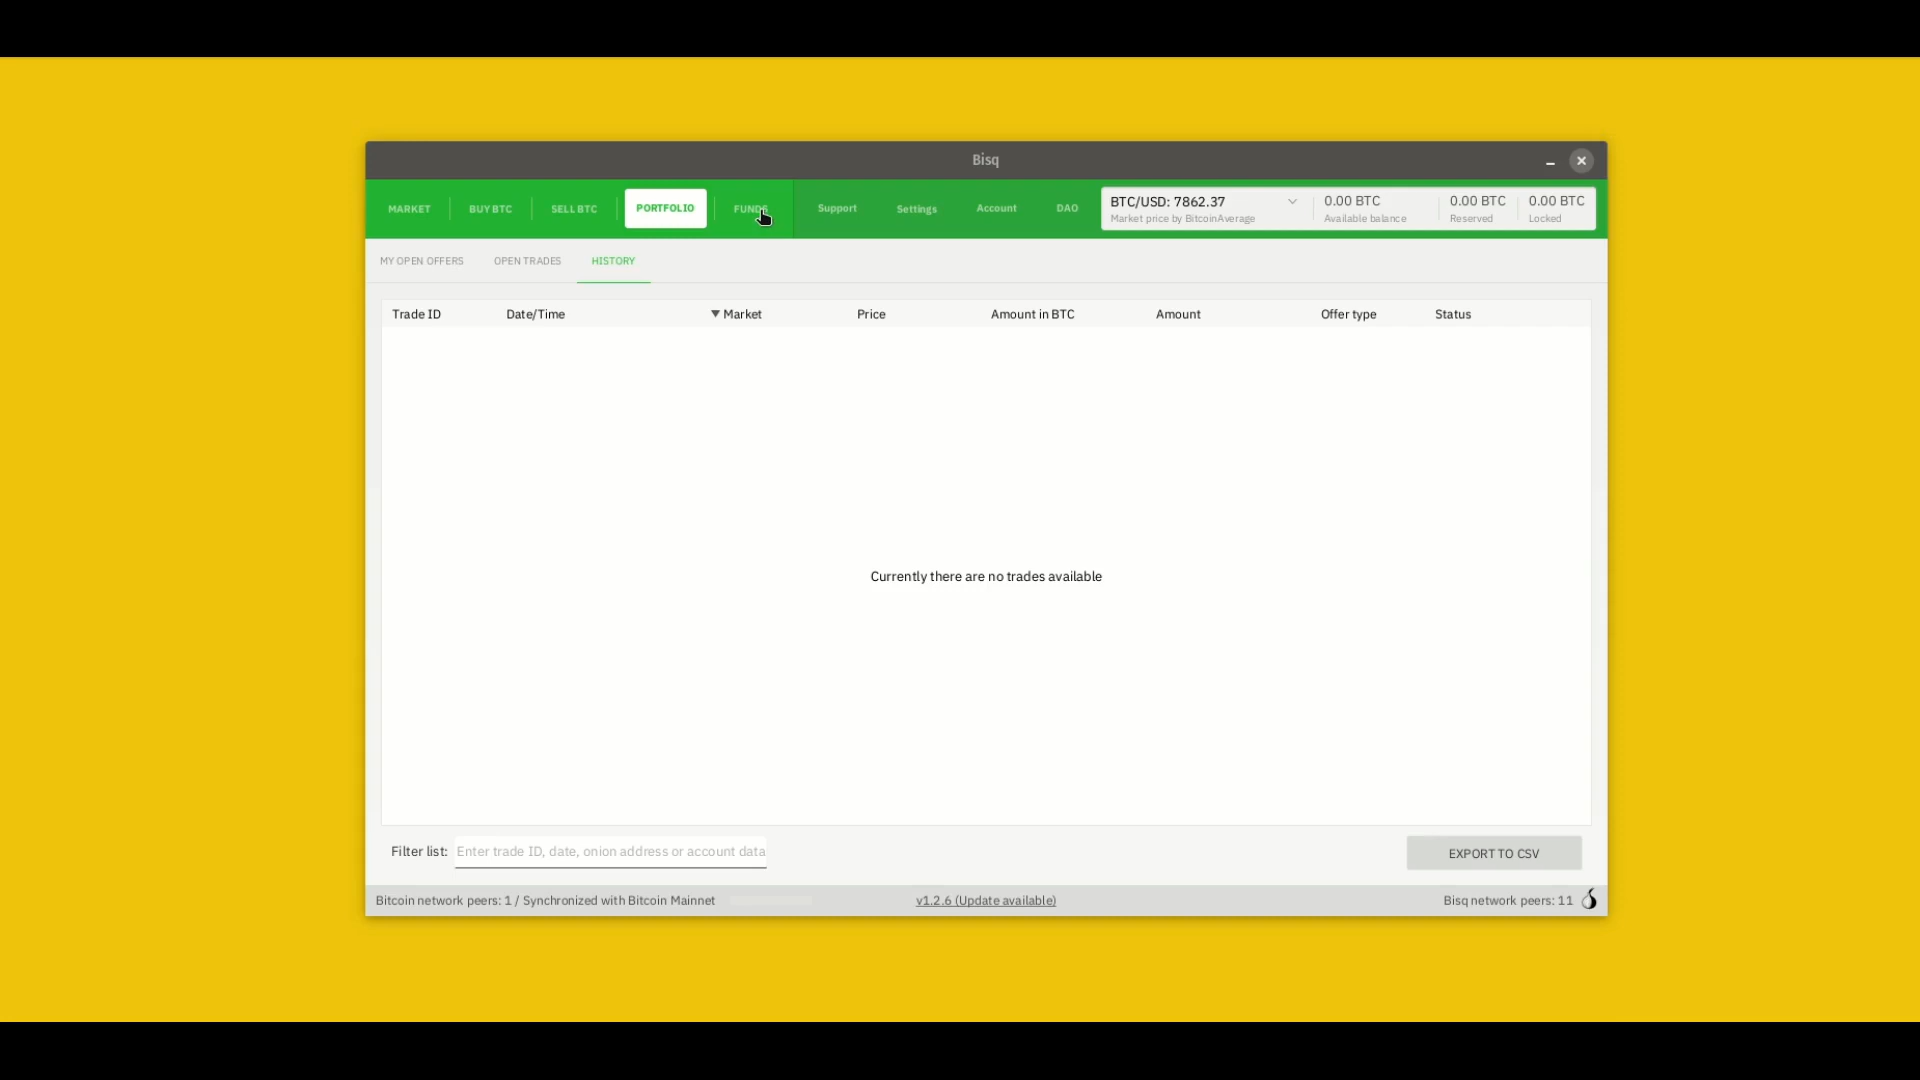 Bisq
MARKET BUY BTC SELL BTC PORTFOLIO FUNDS Support Settings Account DAO
BTC/USD: 7862.37 0.00 BTC 0.00 BTC 0.00 BTC
Market price by BitcoinAverage Available balance Reserved Locked
MY OPEN OFFERS OPEN TRADES HISTORY
Trade ID Date/Time Market Price Amount in BTC Amount Offer type Status
Currently there are no trades available
Filter list: Enter trade ID, date, onion address or account data
EXPORT TO CSV
Bitcoin network peers: 1 / Synchronized with Bitcoin Mainnet v1.2.6 (Update available) Bisq network peers: 11